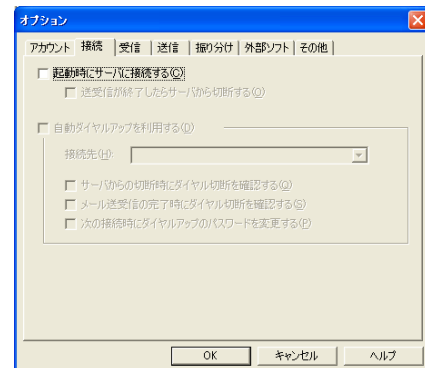 オプション
アカウント 接続 受信 送信 振り分け 外部ソフト その他
起動時にサーバに接続する(C)
送受信が終了したらサーバから切断する(O)
自動ダイヤルアップを利用する(D)
接続先(H):
サーバからの切断時にダイヤル切断を確認する(Q)
メール送受信の完了時にダイヤル切断を確認する(S)
次の接続時にダイヤルアップのパスワードを変更する(P)
OK キャンセル ヘルプ